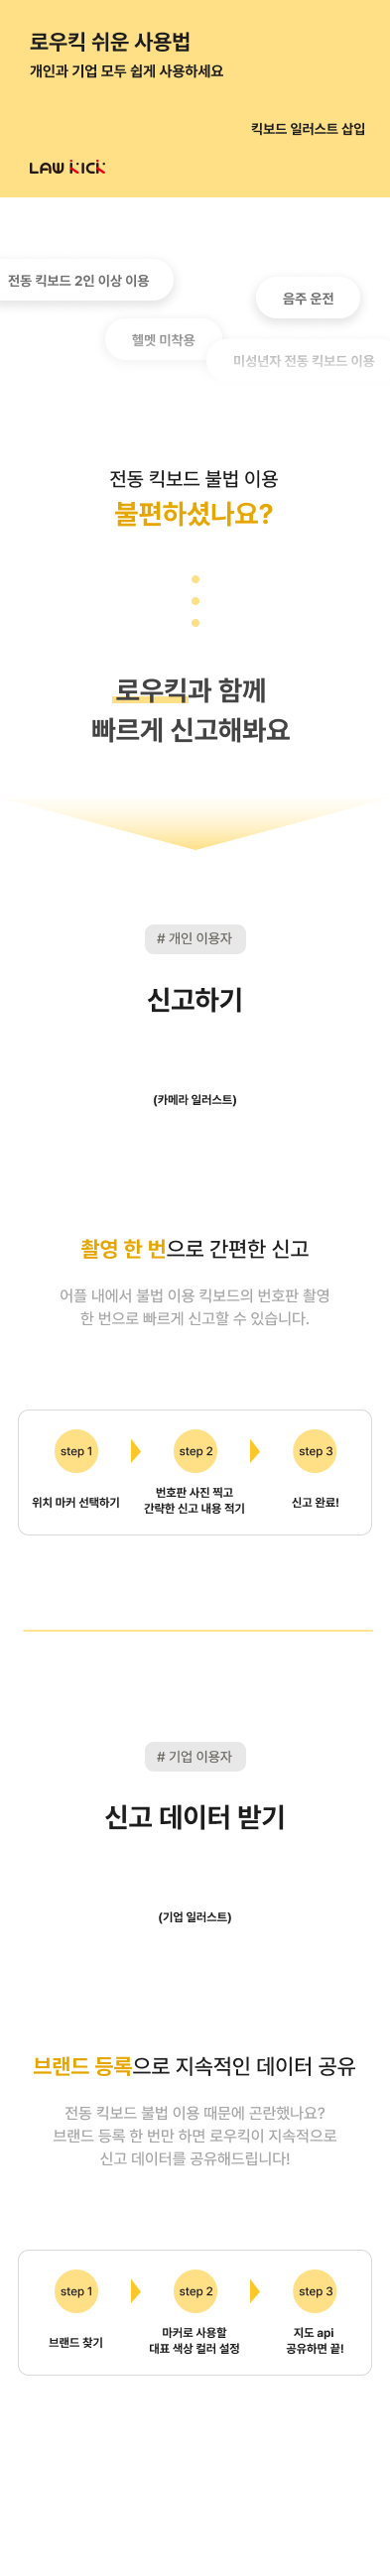 로우킥 쉬운 사용법
개인과 기업 모두 쉽게 사용하세요
킥보드 일러스트 삽입
LAW KICK
전동 킥보드 2인 이상 이용
음주 운전
헬멧 미착용
미성년자 전동 킥보드 이용
전동 킥보드 불법 이용
불편하셨나요?
로우킥과 함께
빠르게 신고해봐요
# 개인 이용자
신고하기
(카메라 일러스트)
촬영 한 번으로 간편한 신고
어플 내에서 불법 이용 킥보드의 번호판 촬영
한 번으로 빠르게 신고할 수 있습니다.
step 1
위치 마커 선택하기
step 2
번호판 사진 찍고
간략한 신고 내용 적기
step 3
신고 완료!
# 기업 이용자
신고 데이터 받기
(기업 일러스트)
브랜드 등록으로 지속적인 데이터 공유
전동 킥보드 불법 이용 때문에 곤란했나요?
브랜드 등록 한 번만 하면 로우킥이 지속적으로
신고 데이터를 공유해드립니다!
step 1
브랜드 찾기
step 2
마커로 사용할
대표 색상 컬러 설정
step 3
지도 api
공유하면 끝!